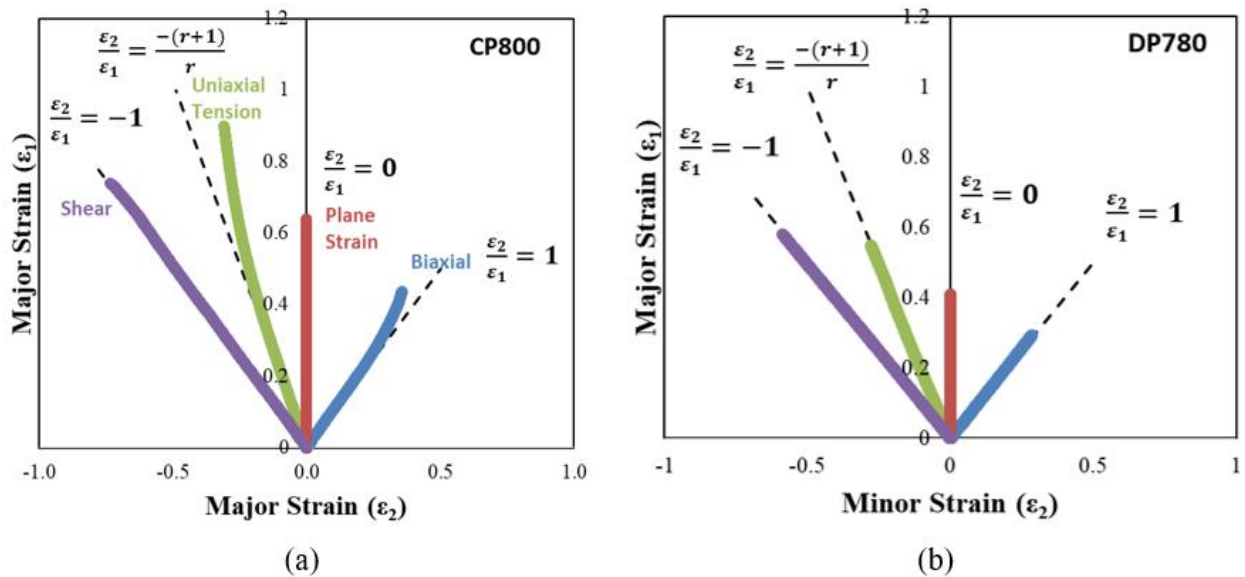 1.2
CP800
ε₂/ε₁ = −(r+1)/r
1
Uniaxial
Tension
ε₂/ε₁ = −1
0.8
ε₂/ε₁ = 0
Shear
Plane
Strain
0.6
ε₂/ε₁ = 1
Biaxial
0.4
0.2
0
-1.0 -0.5 0.0 0.5 1.0
Major Strain (ε₁)
Major Strain (ε₂)
(a)
1.2
DP780
ε₂/ε₁ = −(r+1)/r
1
0.8
ε₂/ε₁ = −1
ε₂/ε₁ = 0
ε₂/ε₁ = 1
0.6
0.4
0.2
0
-1 -0.5 0 0.5 1
Major Strain (ε₁)
Minor Strain (ε₂)
(b)